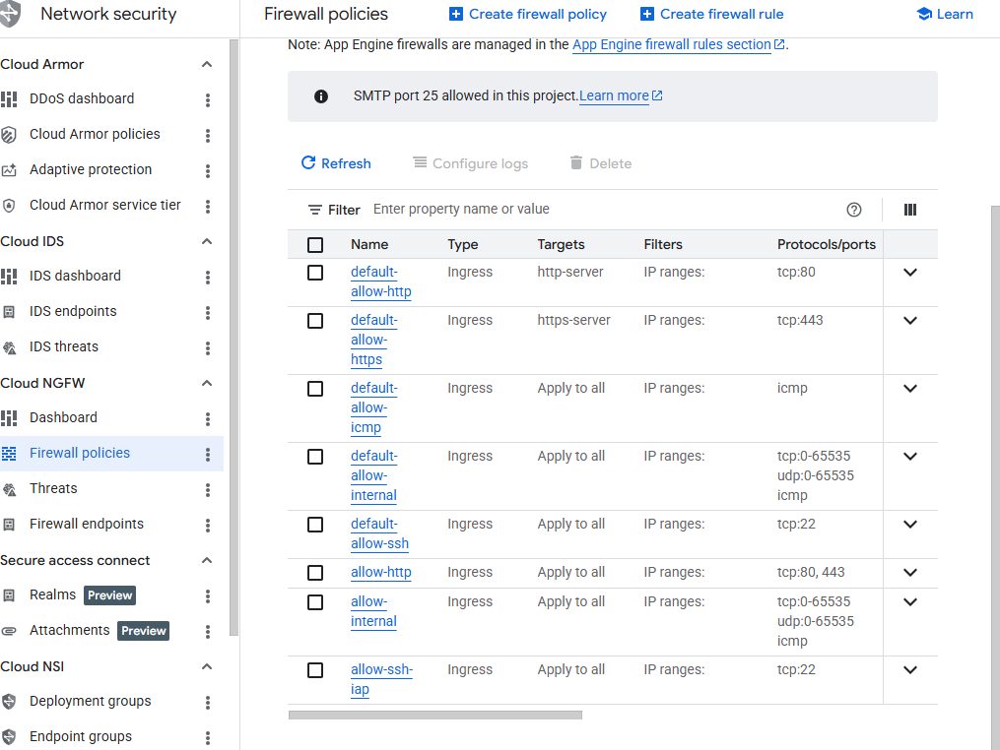 Network security
Firewall policies
Create firewall policy
Create firewall rule
Learn
Cloud Armor
DDoS dashboard
Cloud Armor policies
Adaptive protection
Cloud Armor service tier
Cloud IDS
IDS dashboard
IDS endpoints
IDS threats
Cloud NGFW
Dashboard
Firewall policies
Threats
Firewall endpoints
Secure access connect
Realms Preview
Attachments Preview
Cloud NSI
Deployment groups
Endpoint groups
Note: App Engine firewalls are managed in the App Engine firewall rules section.
SMTP port 25 allowed in this project. Learn more
Refresh Configure logs Delete
Filter Enter property name or value
Name Type Targets Filters Protocols/ports
default- Ingress http-server IP ranges: tcp:80
allow-http
default- Ingress https-server IP ranges: tcp:443
allow-
https
default- Ingress Apply to all IP ranges: icmp
allow-
icmp
default- Ingress Apply to all IP ranges: tcp:0-65535
allow- udp:0-65535
internal icmp
default- Ingress Apply to all IP ranges: tcp:22
allow-ssh
allow-http Ingress Apply to all IP ranges: tcp:80, 443
allow- Ingress Apply to all IP ranges: tcp:0-65535
internal udp:0-65535
icmp
allow-ssh- Ingress Apply to all IP ranges: tcp:22
iap